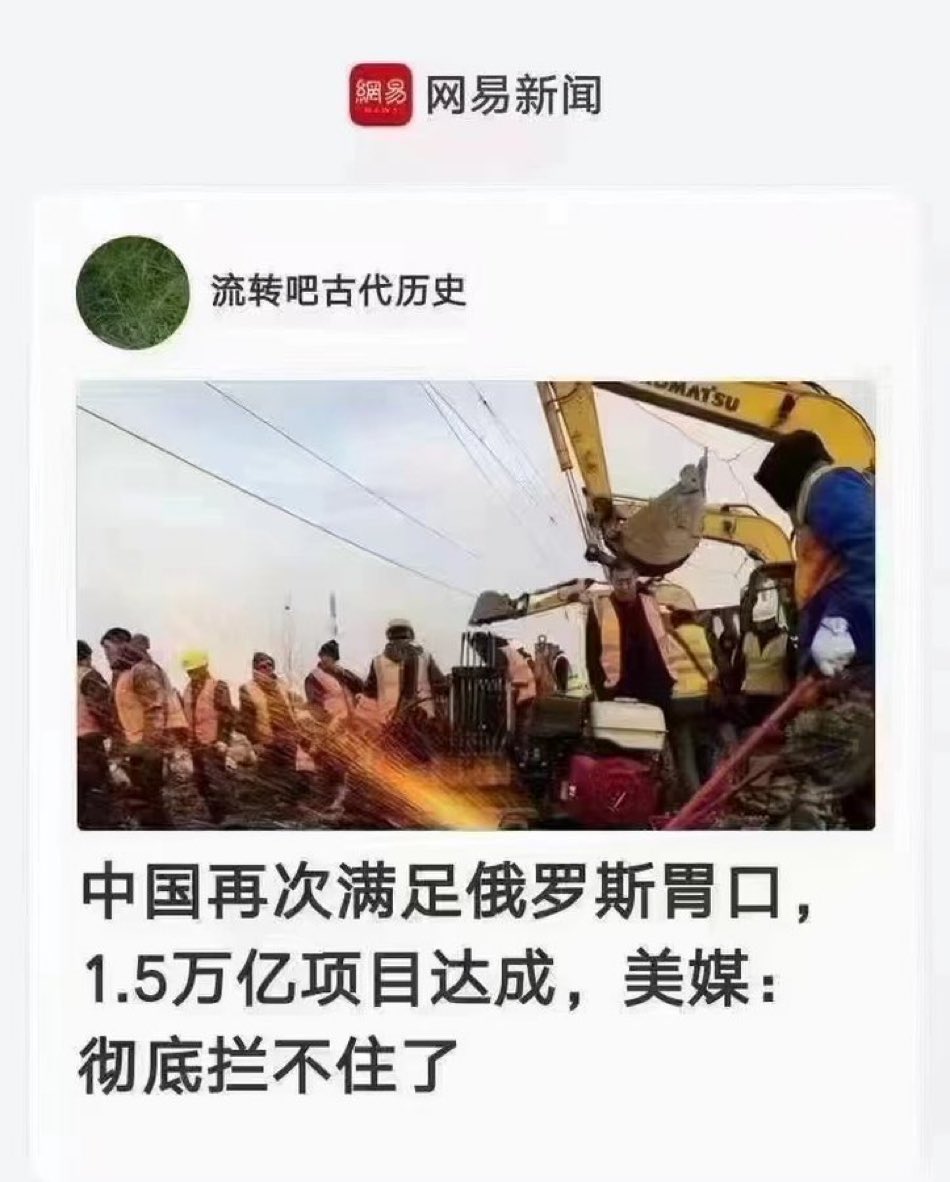 網易
NEWS
网易新闻
流转吧古代历史
KOMATSU
中国再次满足俄罗斯胃口，
1.5万亿项目达成，美媒：
彻底拦不住了